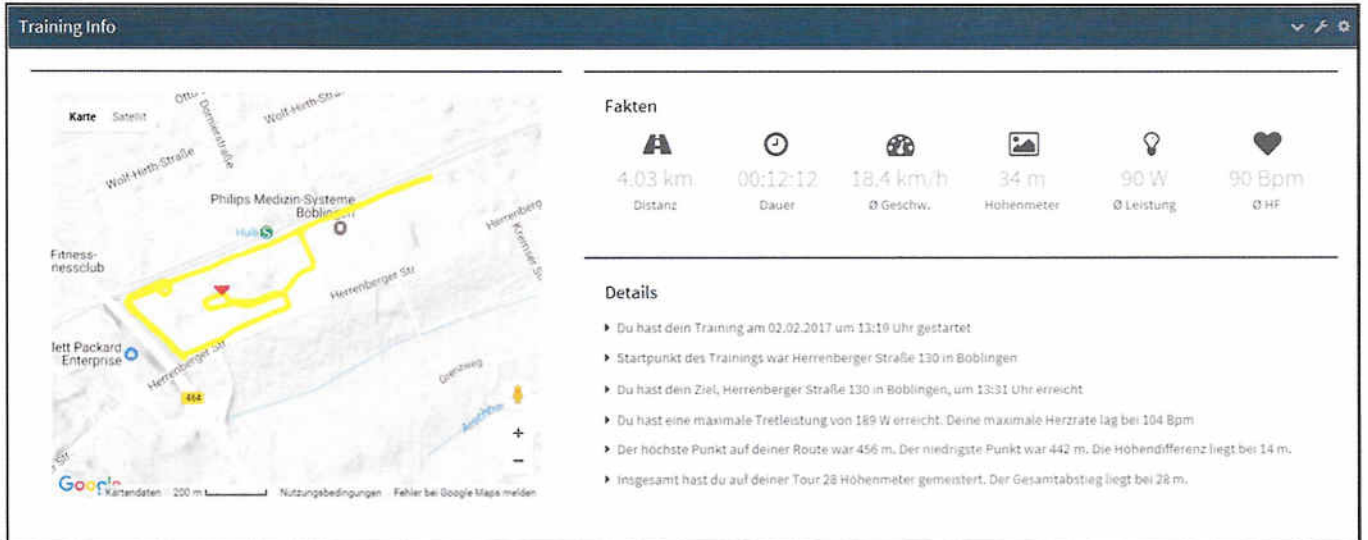 Training Info
Karte Satellit
Wolf-Hirth-Straße
Dornierstraße
Wolf-Hirth-Straße
Philips Medizin-Systeme
Böblingen
Hulb S
Herrenberg
Kremser Str
Fitness-
nessclub
Herrenberger Str
lett Packard
Enterprise
Herrenberger Str
464
Grenzweg
Google
Kartendaten 200 m Nutzungsbedingungen Fehler bei Google Maps melden
Fakten
4.03 km 00:12:12 18.4 km/h 34 m 90 W 90 Bpm
Distanz Dauer Ø Geschw. Höhenmeter Ø Leistung Ø HF
Details
Du hast dein Training am 02.02.2017 um 13:19 Uhr gestartet
Startpunkt des Trainings war Herrenberger Straße 130 in Böblingen
Du hast dein Ziel, Herrenberger Straße 130 in Böblingen, um 13:31 Uhr erreicht
Du hast eine maximale Tretleistung von 189 W erreicht. Deine maximale Herzrate lag bei 104 Bpm
Der höchste Punkt auf deiner Route war 456 m. Der niedrigste Punkt war 442 m. Die Höhendifferenz liegt bei 14 m.
Insgesamt hast du auf deiner Tour 28 Höhenmeter gemeistert. Der Gesamtabstieg liegt bei 28 m.